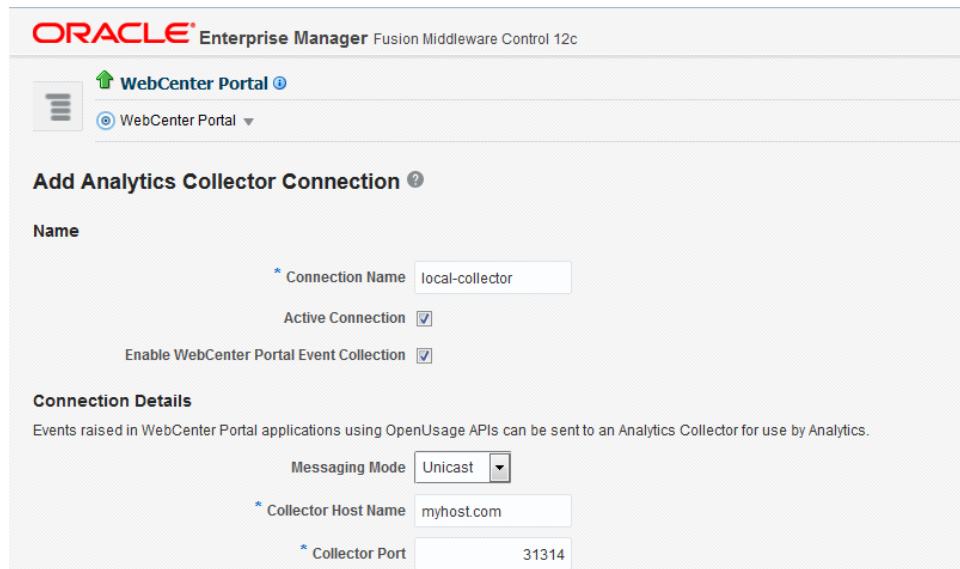 ORACLE® Enterprise Manager Fusion Middleware Control 12c
WebCenter Portal
WebCenter Portal
Add Analytics Collector Connection
Name
* Connection Name local-collector
Active Connection
Enable WebCenter Portal Event Collection
Connection Details
Events raised in WebCenter Portal applications using OpenUsage APIs can be sent to an Analytics Collector for use by Analytics.
Messaging Mode Unicast
* Collector Host Name myhost.com
* Collector Port 31314